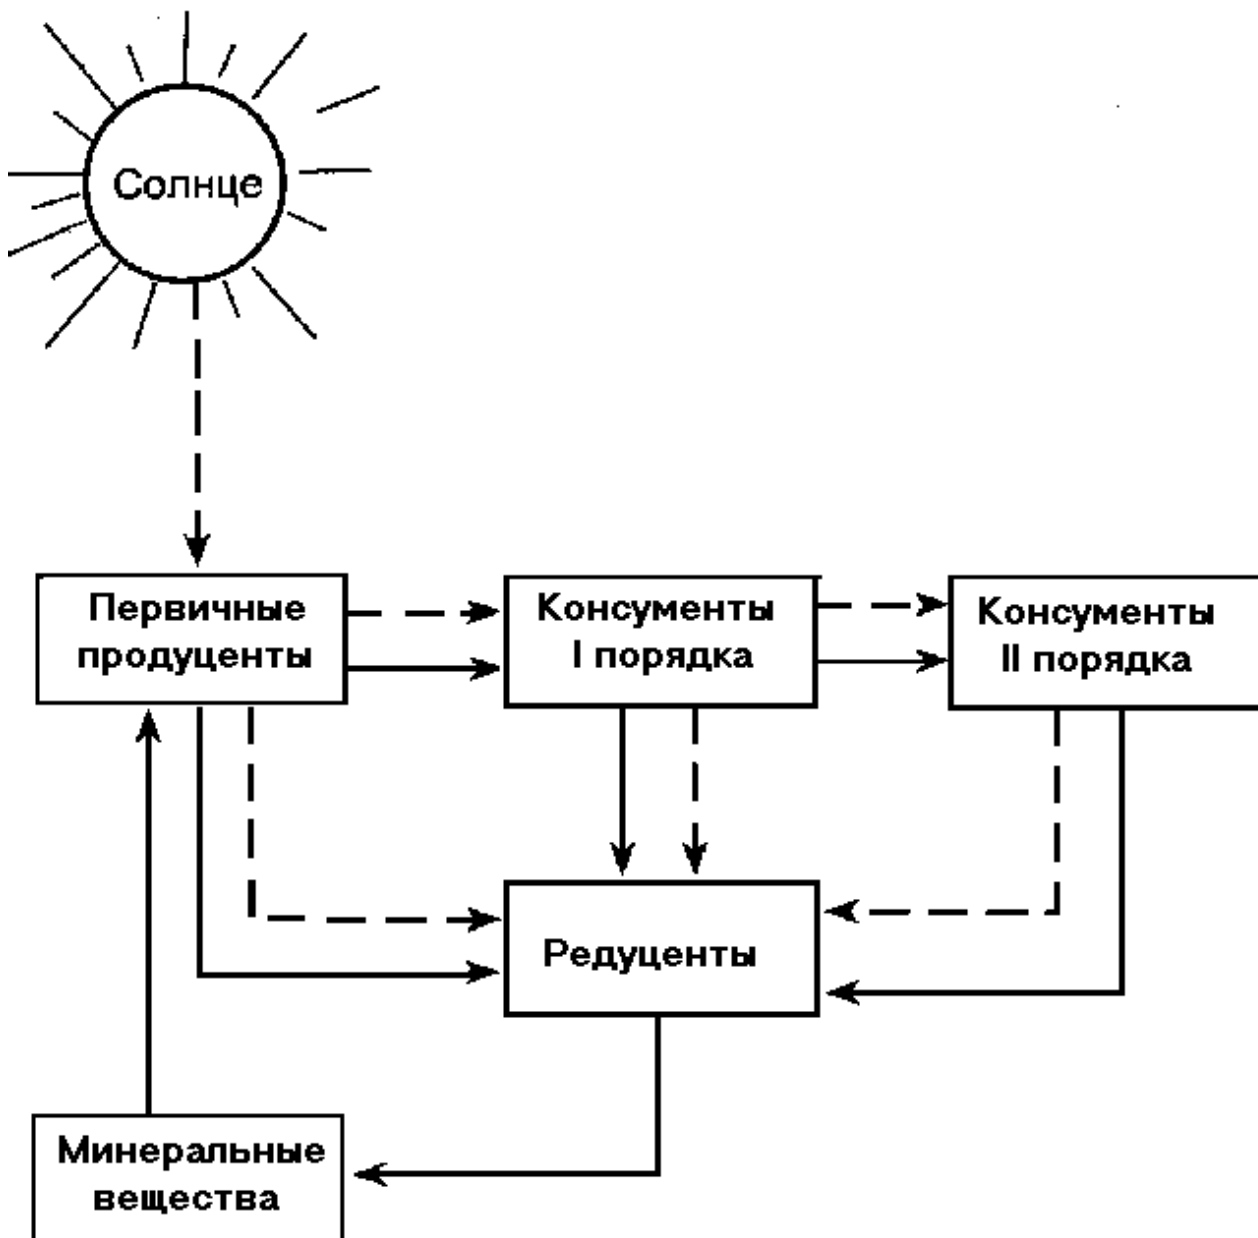 Солнце
Первичные
продуценты
Консументы
I порядка
Консументы
II порядка
Редуценты
Минеральные
вещества